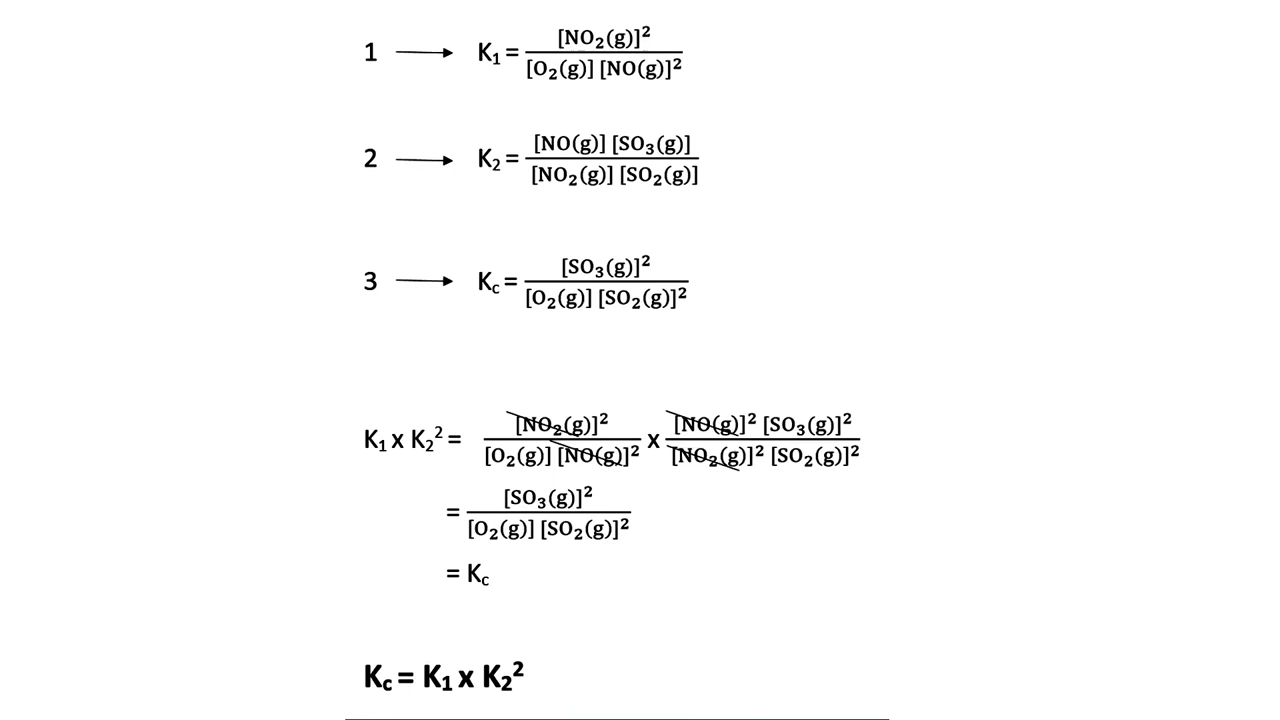 1 ⟶ K₁ = [NO₂(g)]² / [O₂(g)] [NO(g)]²
2 ⟶ K₂ = [NO(g)] [SO₃(g)] / [NO₂(g)] [SO₂(g)]
3 ⟶ K꜀ = [SO₃(g)]² / [O₂(g)] [SO₂(g)]²
K₁ x K₂² = [NO₂(g)]² / [O₂(g)] [NO(g)]² x [NO(g)]² [SO₃(g)]² / [NO₂(g)]² [SO₂(g)]²
= [SO₃(g)]² / [O₂(g)] [SO₂(g)]²
= K꜀
K꜀ = K₁ x K₂²